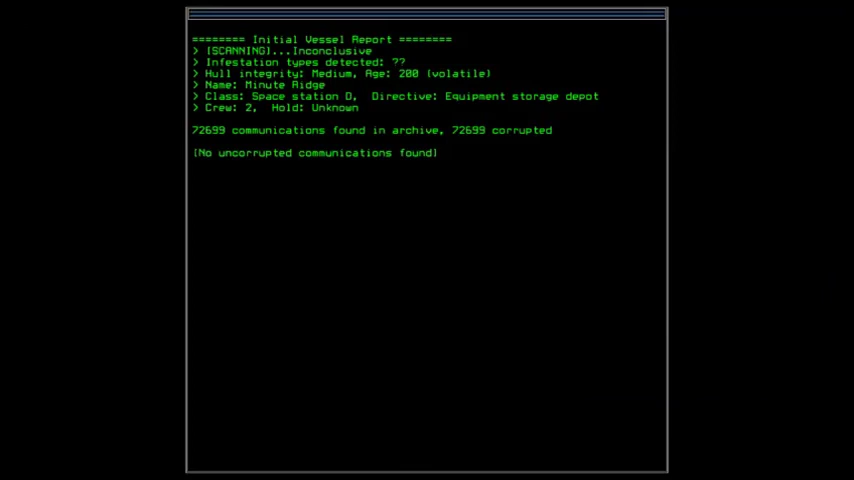 ======== Initial Vessel Report ========
> [SCANNING]...Inconclusive
> Infestation types detected: ??
> Hull integrity: Medium, Age: 200 (volatile)
> Name: Minute Ridge
> Class: Space station D,  Directive: Equipment storage depot
> Crew: 2,  Hold: Unknown
72699 communications found in archive, 72699 corrupted
[No uncorrupted communications found]